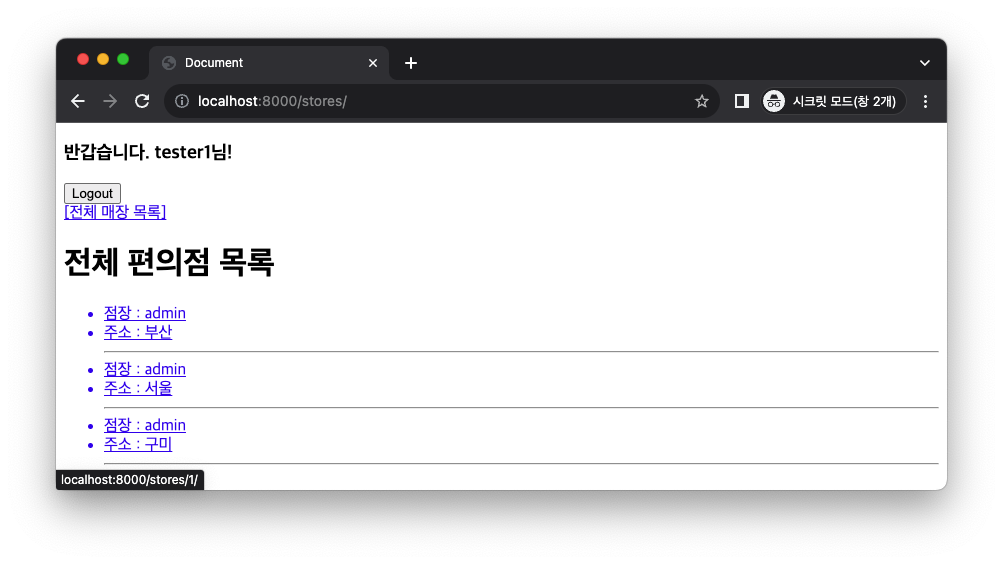 Document
localhost:8000/stores/
시크릿 모드(창 2개)
반갑습니다. tester1님!
Logout
[전체 매장 목록]
전체 편의점 목록
점장 : admin
주소 : 부산
점장 : admin
주소 : 서울
점장 : admin
주소 : 구미
localhost:8000/stores/1/